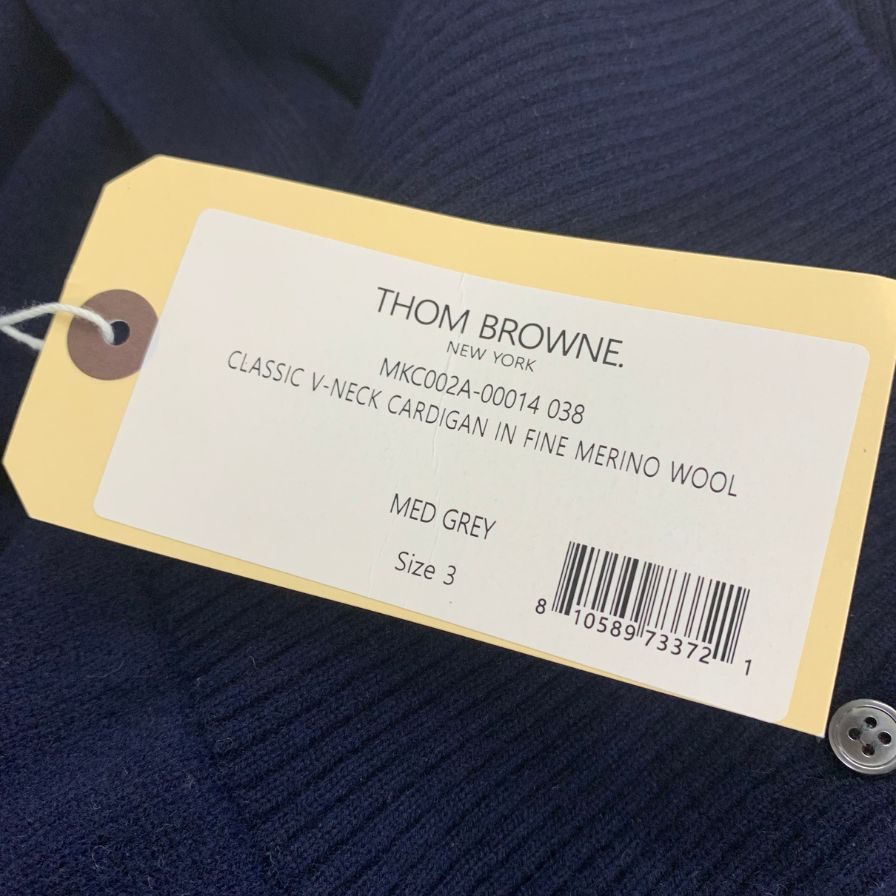 THOM BROWNE.
NEW YORK
MKC002A-00014 038
CLASSIC V-NECK CARDIGAN IN FINE MERINO WOOL
MED GREY
Size 3
8 10589 73372 1